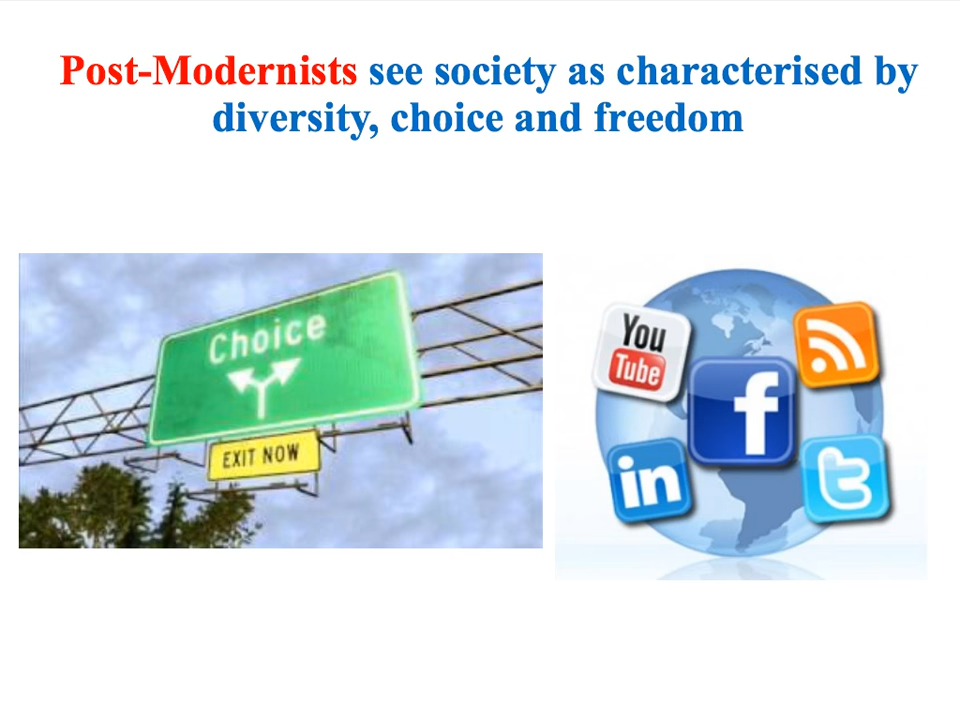 Post-Modernists see society as characterised by
diversity, choice and freedom
Choice
EXIT NOW
You
Tube
f
in
t